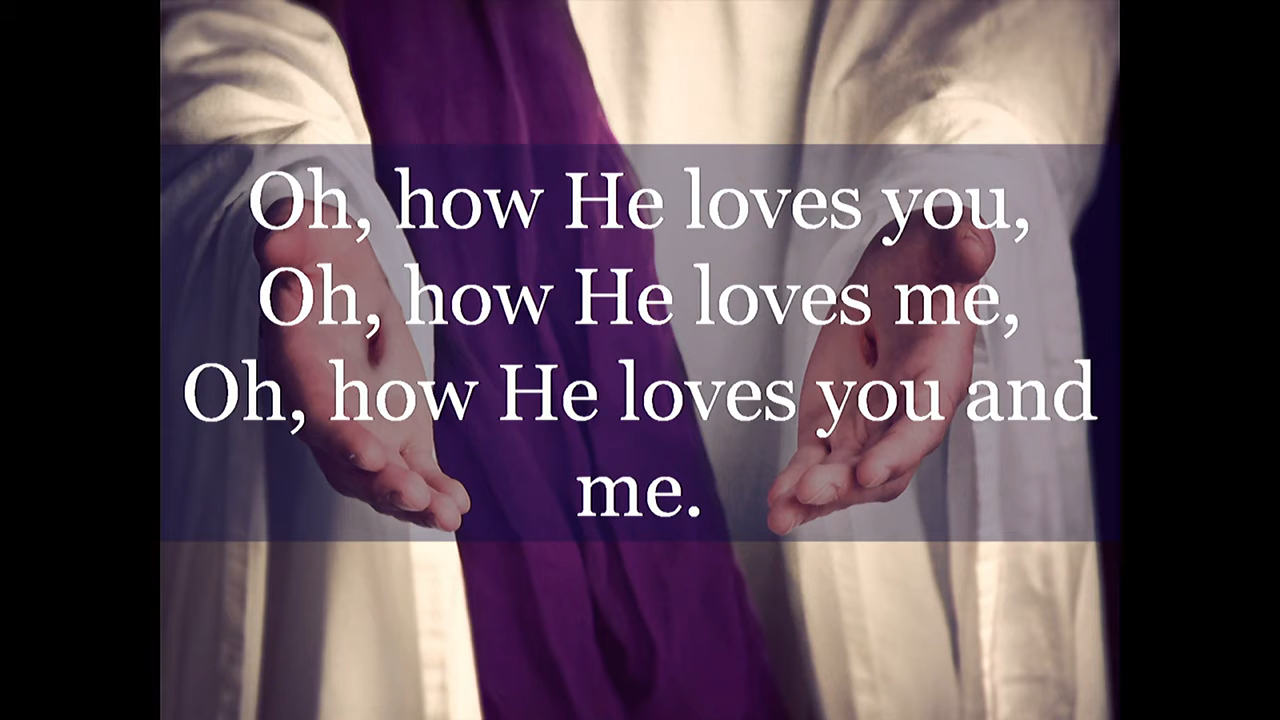 Oh, how He loves you,
Oh, how He loves me,
Oh, how He loves you and
me.